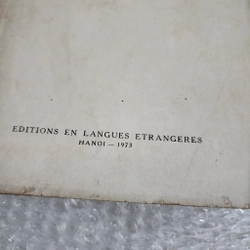 EDITIONS EN LANGUES ETRANGERES
HANOI — 1973